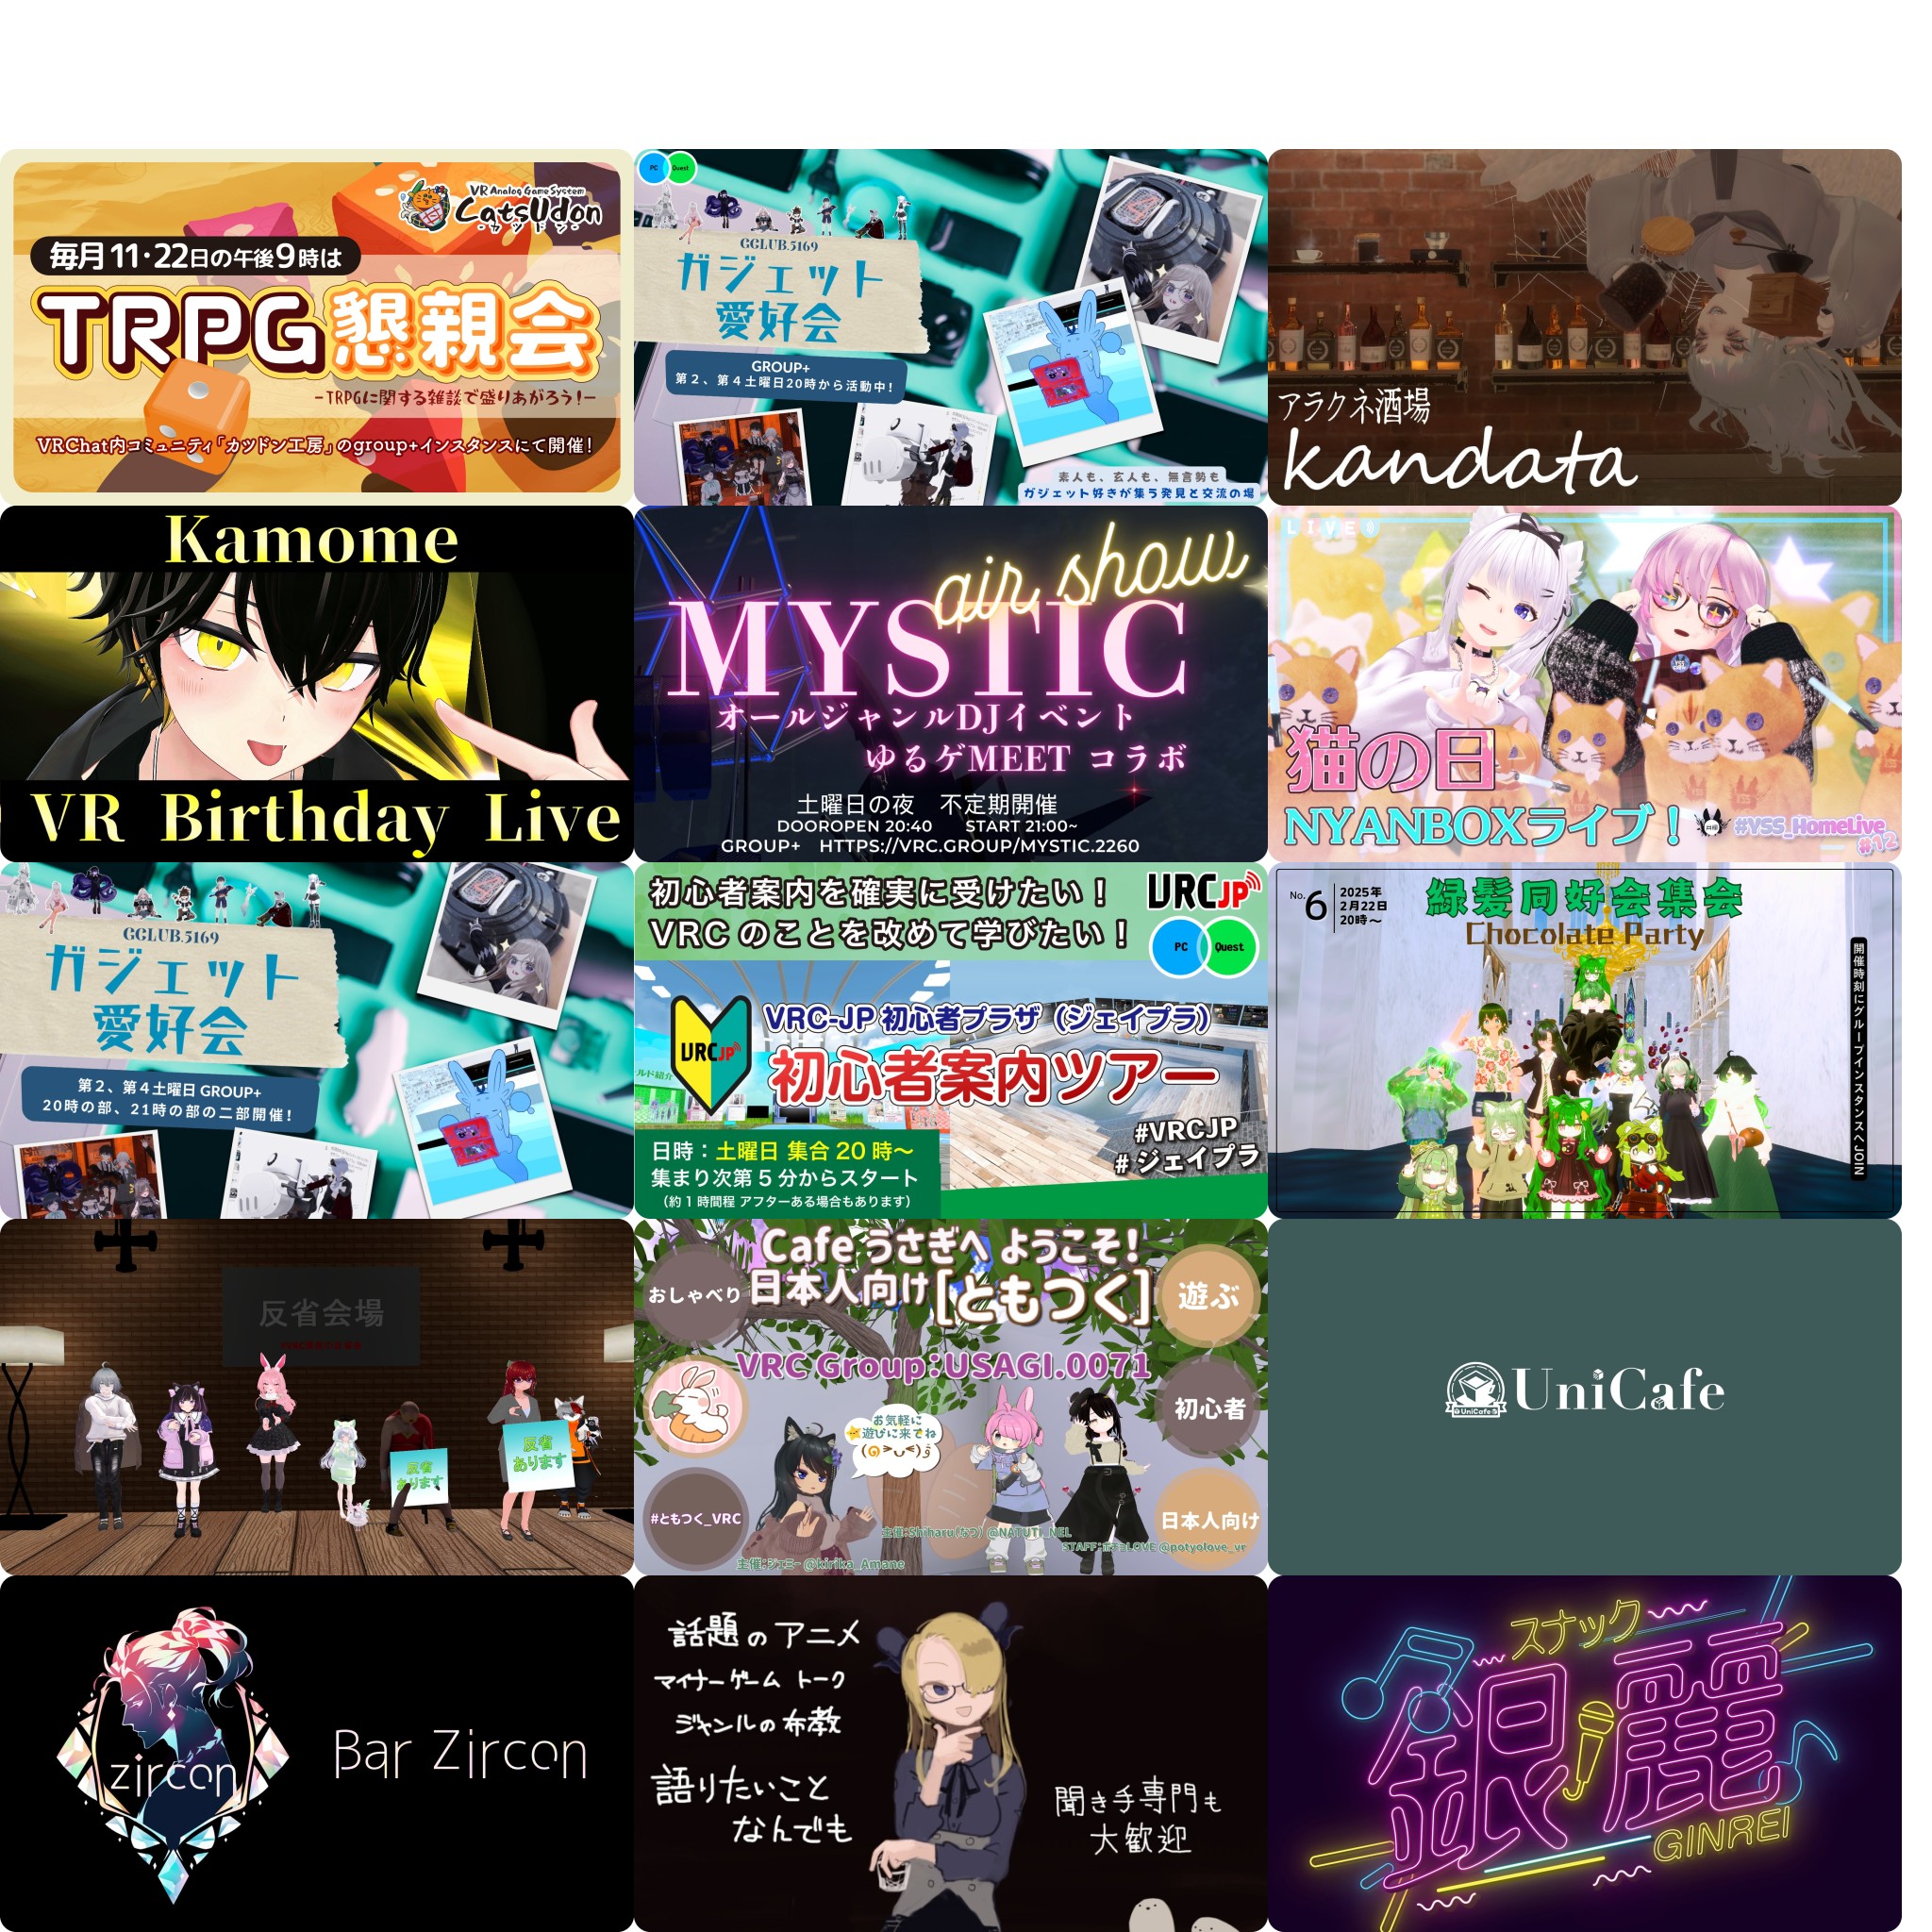 VR Analog Game System
CatsUdon
-カツドン-
毎月11・22日の午後9時は
TRPG懇親会
-TRPGに関する雑談で盛りあがろう!-
VRChat内コミュニティ「カツドン工房」のgroup+インスタンスにて開催!
PC Quest
GCLUB.5169
ガジェット
愛好会
GROUP+
第2、第4土曜日20時から活動中!
素人も、玄人も、無言勢も
ガジェット好きが集う発見と交流の場
アラクネ酒場
kandata
Kamome
VR Birthday Live
air show
MYSTIC
オールジャンルDJイベント
ゆるゲMEET コラボ
土曜日の夜 不定期開催
DOOROPEN 20:40 START 21:00~
GROUP+ HTTPS://VRC.GROUP/MYSTIC.2260
LIVE
猫の日
NYANBOXライブ!
#VSS_HomeLive
#12
GCLUB.5169
ガジェット
愛好会
第2、第4土曜日 GROUP+
20時の部、21時の部の二部開催!
初心者案内を確実に受けたい!
VRC のことを改めて学びたい!
VRCJP
PC Quest
VRC-JP 初心者プラザ(ジェイプラ)
VRCJP
初心者案内ツアー
ルド紹介
#VRCJP
#ジェイプラ
日時:土曜日 集合 20 時~
集まり次第 5 分からスタート
(約 1 時間程 アフターある場合もあります)
No.6
2025年
2月22日
20時~
緑髪同好会集会
Chocolate Party
開催時刻にグループインスタンスへJOIN
反省会場
反省
あります
反省
あります
Cafe うさぎへ ようこそ!
日本人向け[ともつく]
おしゃべり
遊ぶ
VRC Group:USAGI.0071
初心者
お気軽に
遊びに来てね
#ともつく_VRC
日本人向け
主催:Shiharu(なつ) @NATUTI_NEL
STAFF:ポチョLOVE @potyolove_vr
主催:ジェミー @kirika_Amane
UniCafe
UniCafe
zircon
Bar Zircon
話題のアニメ
マイナーゲーム トーク
ジャンルの布教
語りたいこと
なんでも
聞き手専門も
大歓迎
スナック
銀麗
GINREI